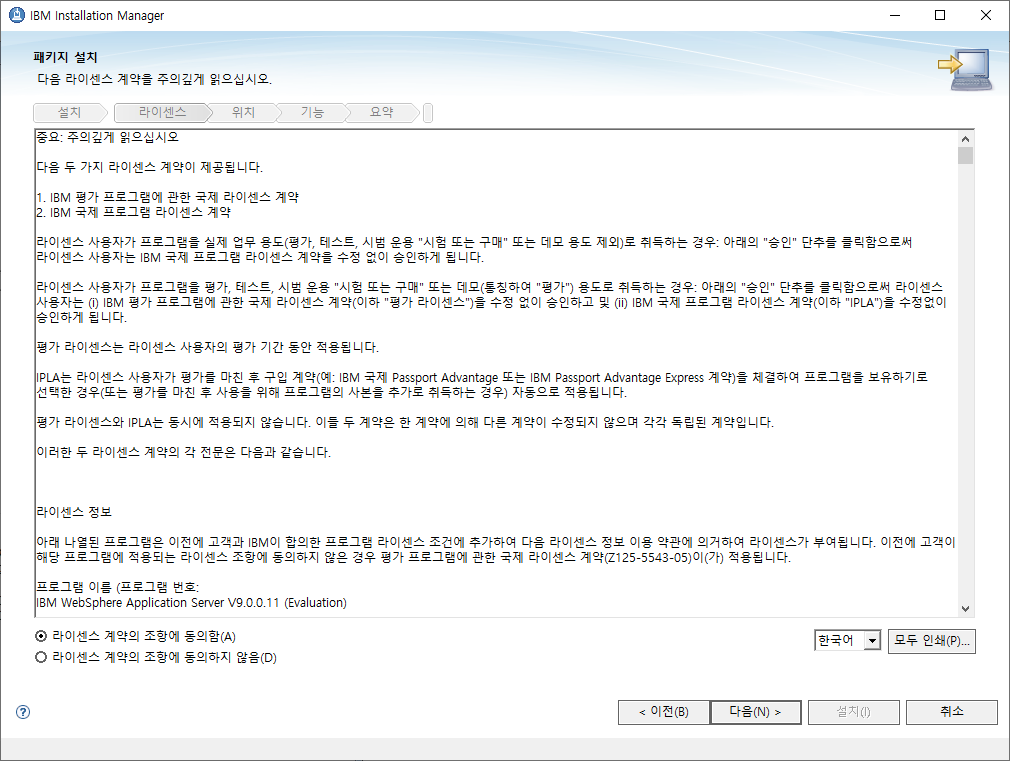 IBM Installation Manager
패키지 설치
다음 라이센스 계약을 주의깊게 읽으십시오.
설치 라이센스 위치 기능 요약
중요: 주의깊게 읽으십시오
다음 두 가지 라이센스 계약이 제공됩니다.
1. IBM 평가 프로그램에 관한 국제 라이센스 계약
2. IBM 국제 프로그램 라이센스 계약
라이센스 사용자가 프로그램을 실제 업무 용도(평가, 테스트, 시범 운용 "시험 또는 구매" 또는 데모 용도 제외)로 취득하는 경우: 아래의 "승인" 단추를 클릭함으로써
라이센스 사용자는 IBM 국제 프로그램 라이센스 계약을 수정 없이 승인하게 됩니다.
라이센스 사용자가 프로그램을 평가, 테스트, 시범 운용 "시험 또는 구매" 또는 데모(통칭하여 "평가") 용도로 취득하는 경우: 아래의 "승인" 단추를 클릭함으로써 라이센스
사용자는 (i) IBM 평가 프로그램에 관한 국제 라이센스 계약(이하 "평가 라이센스")을 수정 없이 승인하고 및 (ii) IBM 국제 프로그램 라이센스 계약(이하 "IPLA")을 수정없이
승인하게 됩니다.
평가 라이센스는 라이센스 사용자의 평가 기간 동안 적용됩니다.
IPLA는 라이센스 사용자가 평가를 마친 후 구입 계약(예: IBM 국제 Passport Advantage 또는 IBM Passport Advantage Express 계약)을 체결하여 프로그램을 보유하기로
선택한 경우(또는 평가를 마친 후 사용을 위해 프로그램의 사본을 추가로 취득하는 경우) 자동으로 적용됩니다.
평가 라이센스와 IPLA는 동시에 적용되지 않습니다. 이들 두 계약은 한 계약에 의해 다른 계약이 수정되지 않으며 각각 독립된 계약입니다.
이러한 두 라이센스 계약의 각 전문은 다음과 같습니다.
라이센스 정보
아래 나열된 프로그램은 이전에 고객과 IBM이 합의한 프로그램 라이센스 조건에 추가하여 다음 라이센스 정보 이용 약관에 의거하여 라이센스가 부여됩니다. 이전에 고객이
해당 프로그램에 적용되는 라이센스 조항에 동의하지 않은 경우 평가 프로그램에 관한 국제 라이센스 계약(Z125-5543-05)이(가) 적용됩니다.
프로그램 이름 (프로그램 번호:
IBM WebSphere Application Server V9.0.0.11 (Evaluation)
라이센스 계약의 조항에 동의함(A)
라이센스 계약의 조항에 동의하지 않음(D)
한국어 모두 인쇄(P)...
? < 이전(B) 다음(N) > 설치(I) 취소